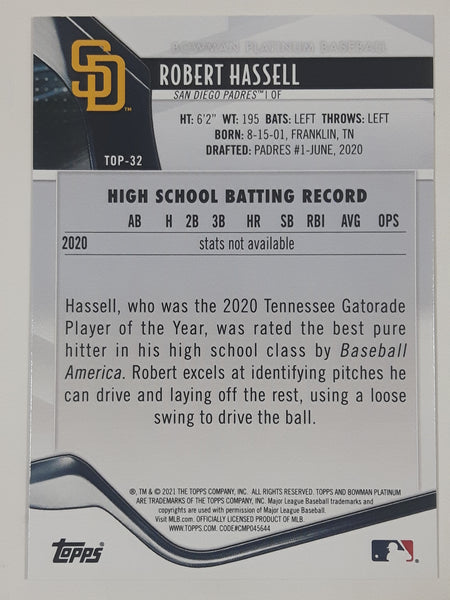 BOWMAN PLATINUM BASEBALL
SD
ROBERT HASSELL
SAN DIEGO PADRES™ | OF
HT: 6'2" WT: 195 BATS: LEFT THROWS: LEFT
BORN: 8-15-01, FRANKLIN, TN
DRAFTED: PADRES #1-JUNE, 2020
TOP-32
HIGH SCHOOL BATTING RECORD
AB H 2B 3B HR SB RBI AVG OPS
2020 stats not available
Hassell, who was the 2020 Tennessee Gatorade
Player of the Year, was rated the best pure
hitter in his high school class by Baseball
America. Robert excels at identifying pitches he
can drive and laying off the rest, using a loose
swing to drive the ball.
®, TM & © 2021 THE TOPPS COMPANY, INC. ALL RIGHTS RESERVED. TOPPS AND BOWMAN PLATINUM
ARE TRADEMARKS OF THE TOPPS COMPANY, INC. Major League Baseball trademarks and
copyrights are used with permission of Major League Baseball.
Visit MLB.com. OFFICIALLY LICENSED PRODUCT OF MLB.
WWW.TOPPS.COM. CODE#CMP045644
topps